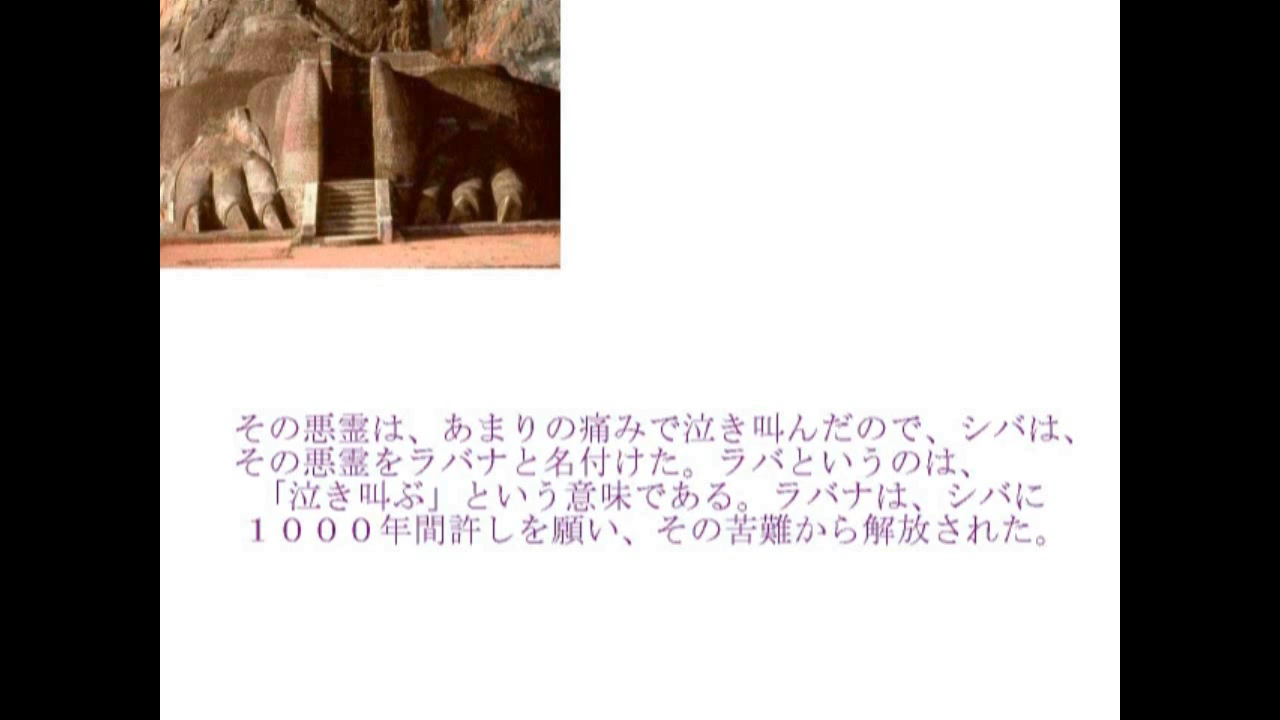 その悪霊は、あまりの痛みで泣き叫んだので、シバは、
その悪霊をラバナと名付けた。ラバというのは、
「泣き叫ぶ」という意味である。ラバナは、シバに
１０００年間許しを願い、その苦難から解放された。